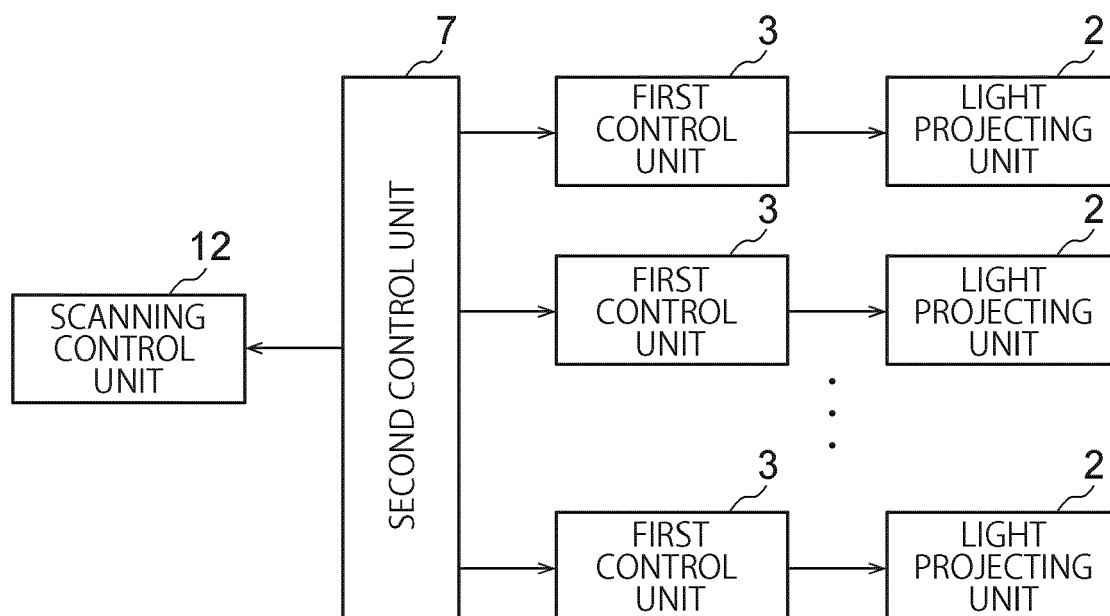 7
3
2
FIRST
CONTROL
UNIT
LIGHT
PROJECTING
UNIT
3
2
FIRST
CONTROL
UNIT
LIGHT
PROJECTING
UNIT
12
SCANNING
CONTROL
UNIT
SECOND CONTROL UNIT
3
2
FIRST
CONTROL
UNIT
LIGHT
PROJECTING
UNIT